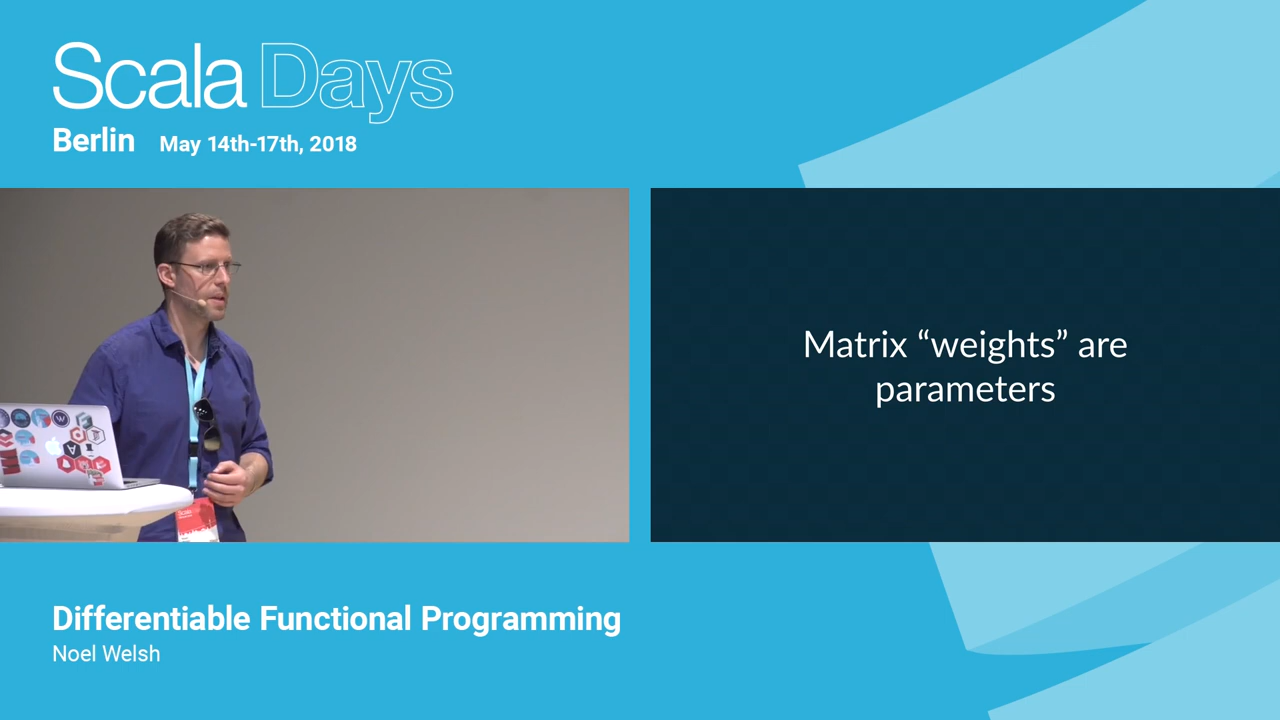 Scala Days
Berlin May 14th-17th, 2018
Matrix “weights” are
parameters
Differentiable Functional Programming
Noel Welsh